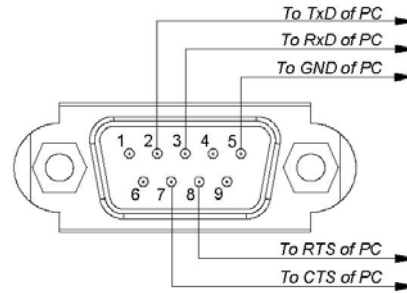 To TxD of PC
To RxD of PC
To GND of PC
1 2 3 4 5
6 7 8 9
To RTS of PC
To CTS of PC